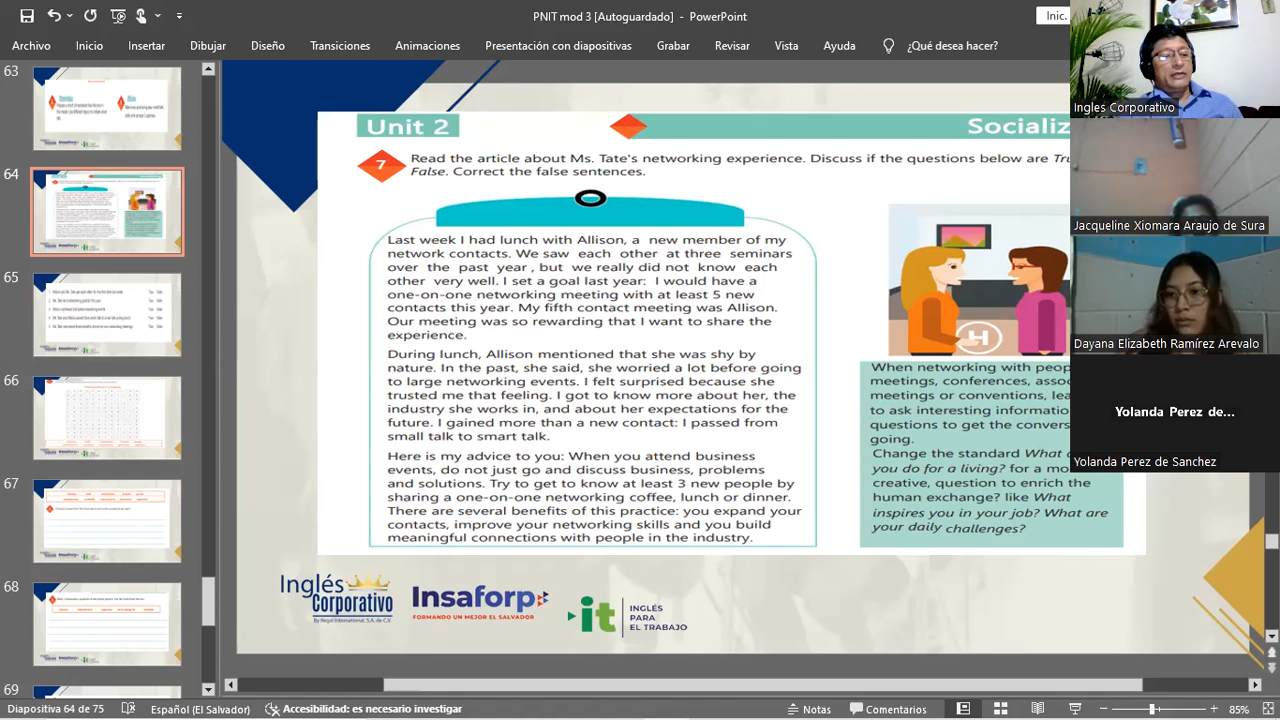 PNIT mod 3 [Autoguardado] - PowerPoint
Inic.
Archivo Inicio Insertar Dibujar Diseño Transiciones Animaciones Presentación con diapositivas Grabar Revisar Vista Ayuda ¿Qué desea hacer?
63
64
65
66
67
68
69
Unit 2
Socializ
7
Read the article about Ms. Tate's networking experience. Discuss if the questions below are Tru
False. Correct the false sentences.
Last week I had lunch with Allison, a new member of my
network contacts. We saw each other at three seminars
over the past year, but we really did not know each
other very well. I set a goal last year: I would have a
one-on-one networking meeting with at least 5 new
contacts this year. My fifth contact meeting was Allison.
Our meeting was so rewarding that I want to share the
experience.
During lunch, Allison mentioned that she was shy by
nature. In the past, she said, she worried a lot before going
to large networking events. I felt surprised because she
trusted me that feeling. I got to know more about her, the
industry she works in, and about her expectations for the
future. I gained more than a new contact: I passed from
small talk to smart talk.
Here is my advice to you: When you attend business
events, do not just go and discuss business, problems
and solutions. Try to get to know at least 3 new people by
sharing a one-on-one networking coffee, lunch or drink.
There are several benefits of this practice: you expand your
contacts, improve your networking skills and you build
meaningful connections with people in the industry.
When networking with peop
meetings, conferences, asso
meetings or conventions, lea
to ask interesting informatio
questions to get the convers
going.
Change the standard What d
you do for a living? for a mo
creative, question to enrich the
human exchange? like What
inspires you in your job? What are
your daily challenges?
Inglés
Corporativo
By Regal International, S.A. de C.V.
Insaforp
FORMANDO UN MEJOR EL SALVADOR
it
INGLÉS
PARA
EL TRABAJO
Ingles Corporativo
Jacqueline Xiomara Araujo de Sura
Dayana Elizabeth Ramírez Arevalo
Yolanda Perez de...
Yolanda Perez de Sanchez
Diapositiva 64 de 75 Español (El Salvador) Accesibilidad: es necesario investigar Notas Comentarios 85%